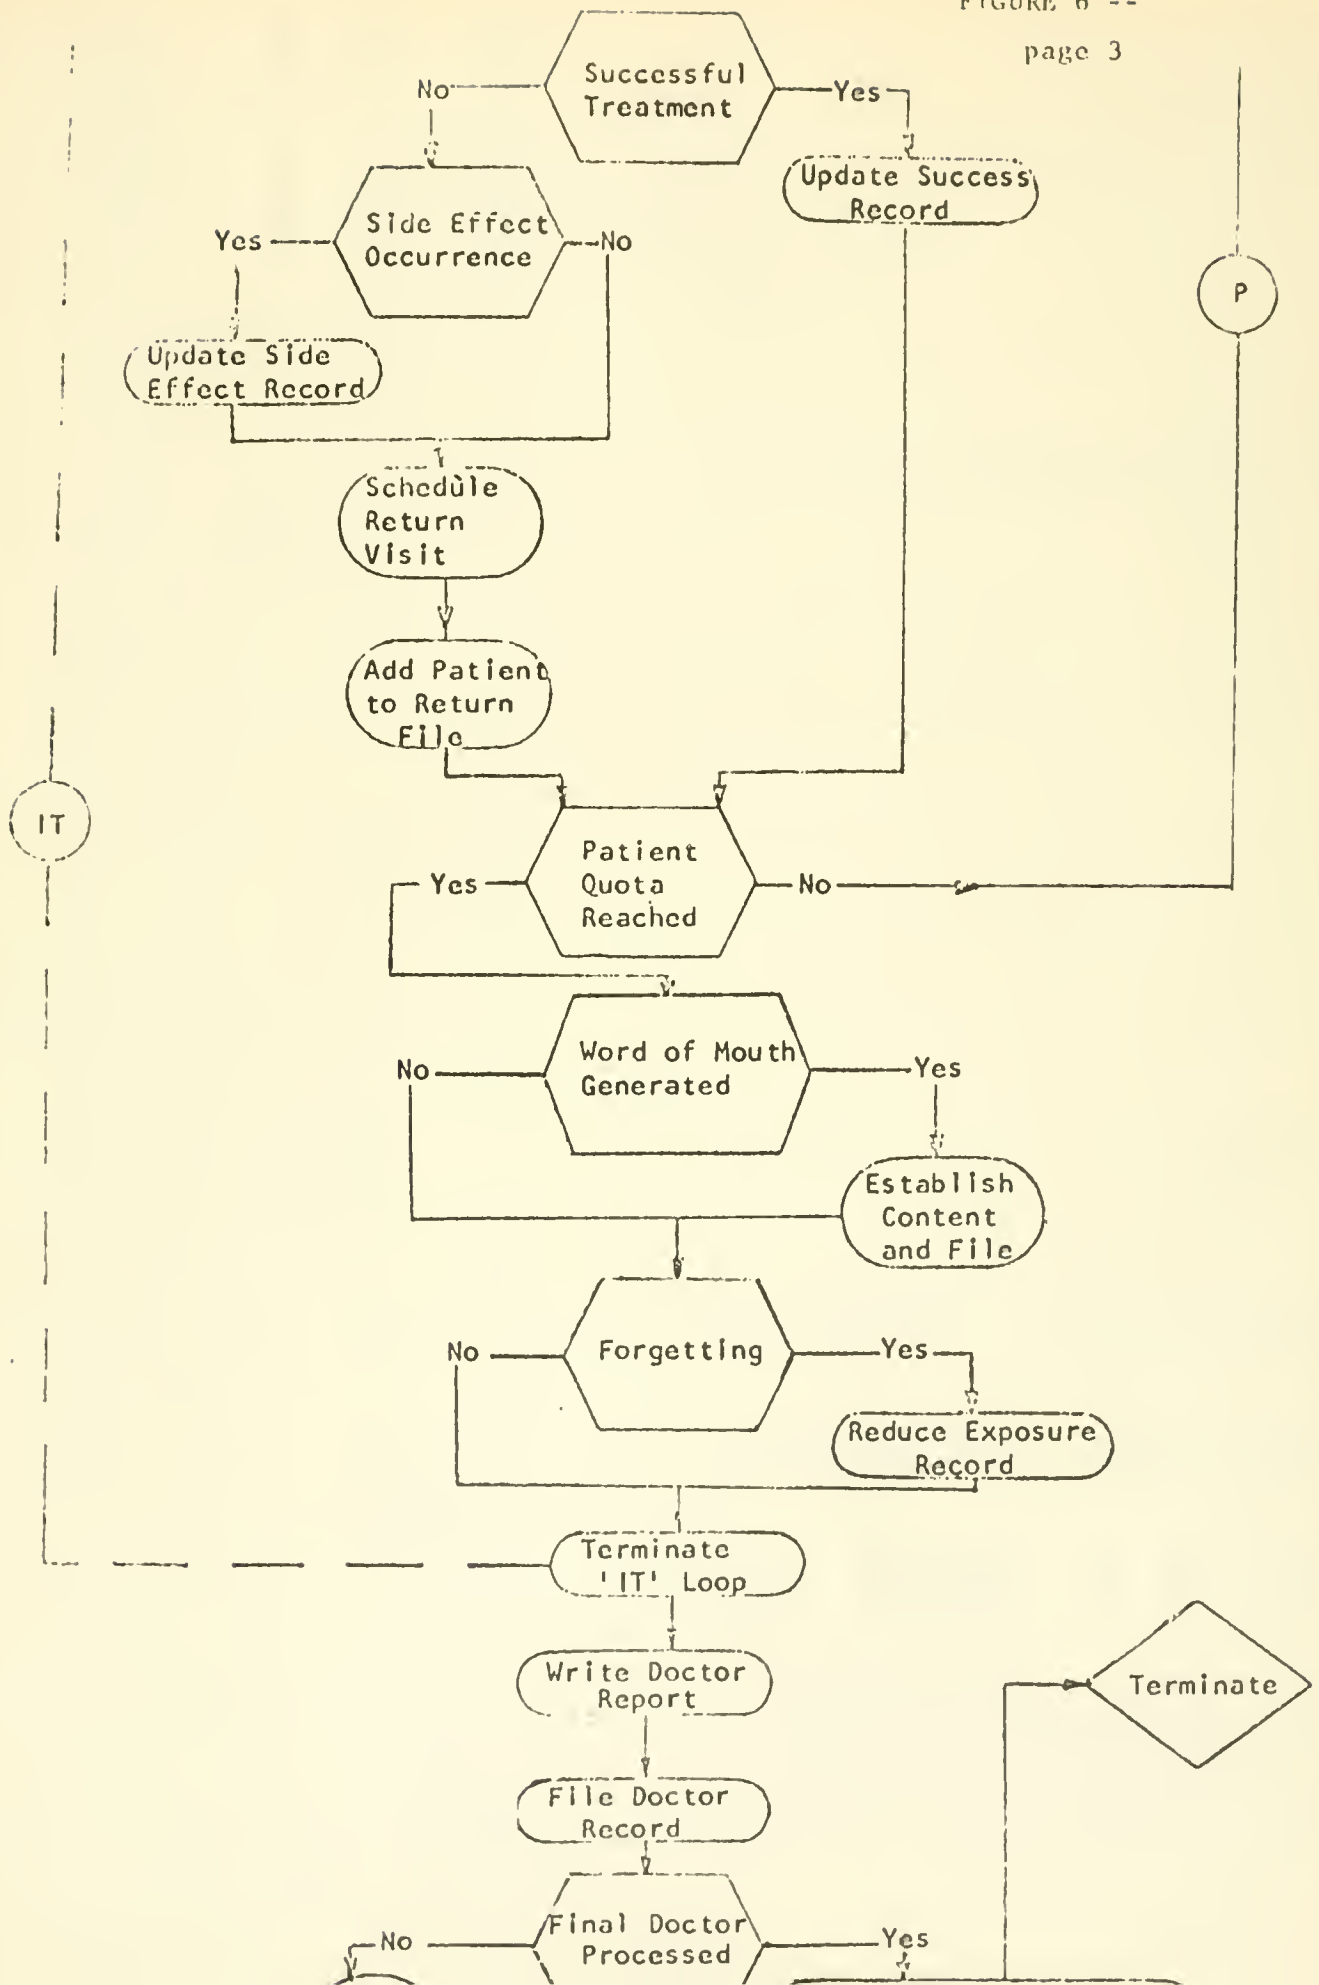 FIGURE 6 --
page 3
Successful
Treatment
No
Yes
Update Success
Record
Side Effect
Occurrence
Yes
No
P
Update Side
Effect Record
Schedule
Return
Visit
Add Patient
to Return
File
IT
Patient
Quota
Reached
Yes
No
Word of Mouth
Generated
No
Yes
Establish
Content
and File
Forgetting
No
Yes
Reduce Exposure
Record
Terminate
'IT' Loop
Write Doctor
Report
Terminate
File Doctor
Record
Final Doctor
Processed
No
Yes